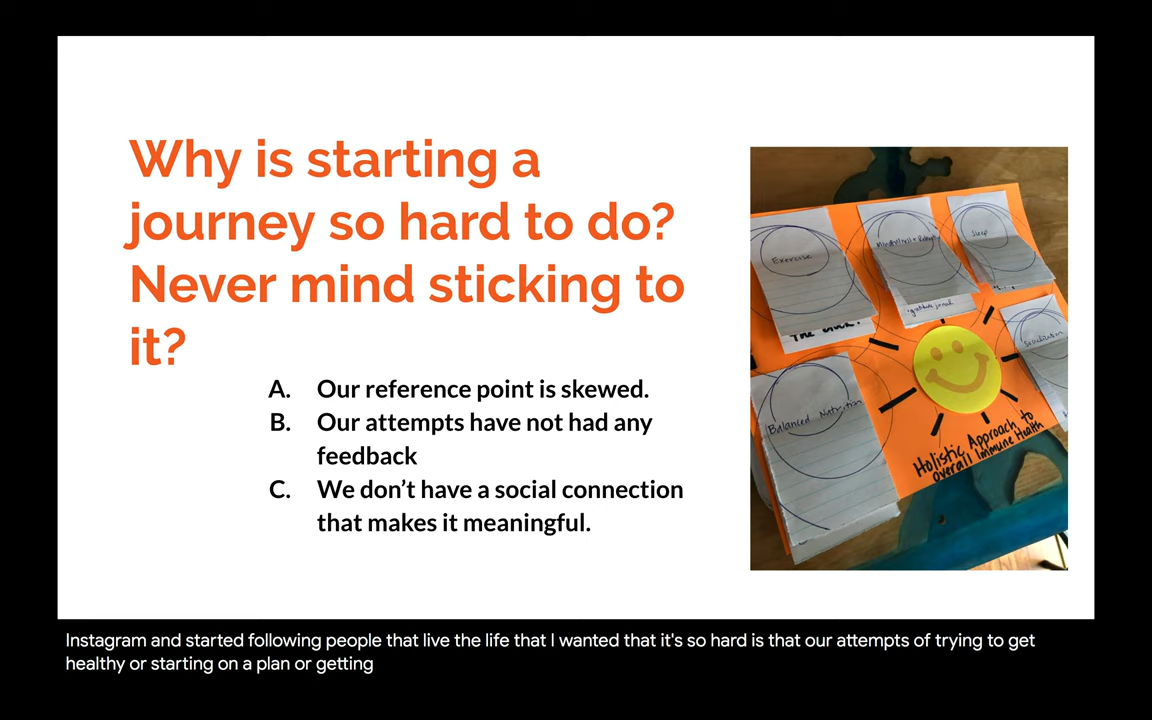 Why is starting a
journey so hard to do?
Never mind sticking to
it?
A. Our reference point is skewed.
B. Our attempts have not had any
feedback
C. We don't have a social connection
that makes it meaningful.
Exercise
Sleep
gratitude journal
Balanced Nutrition
Holistic Approach to
Overall Immune Health
Instagram and started following people that live the life that I wanted that it's so hard is that our attempts of trying to get
healthy or starting on a plan or getting